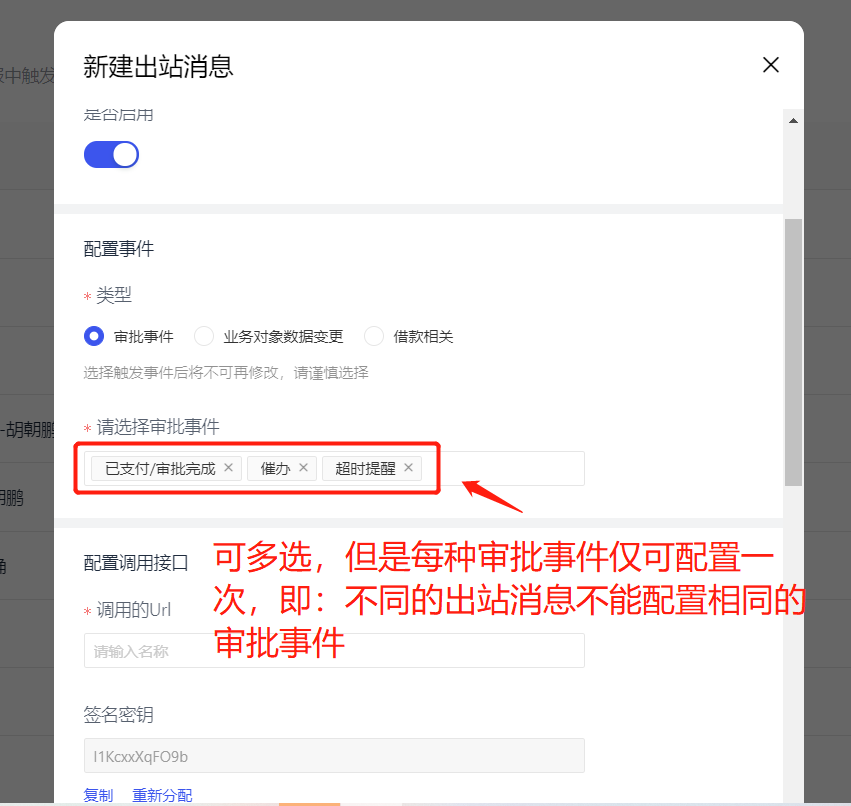 新建出站消息
报中触发
是否启用
配置事件
* 类型
审批事件 业务对象数据变更 借款相关
选择触发事件后将不可再修改，请谨慎选择
-胡朝鹏
* 请选择审批事件
已支付/审批完成 × 催办 × 超时提醒 ×
胡鹏
可多选，但是每种审批事件仅可配置一
次，即：不同的出站消息不能配置相同的
审批事件
配置调用接口
* 调用的Url
请输入名称
签名密钥
l1KcxxXqFO9b
复制 重新分配